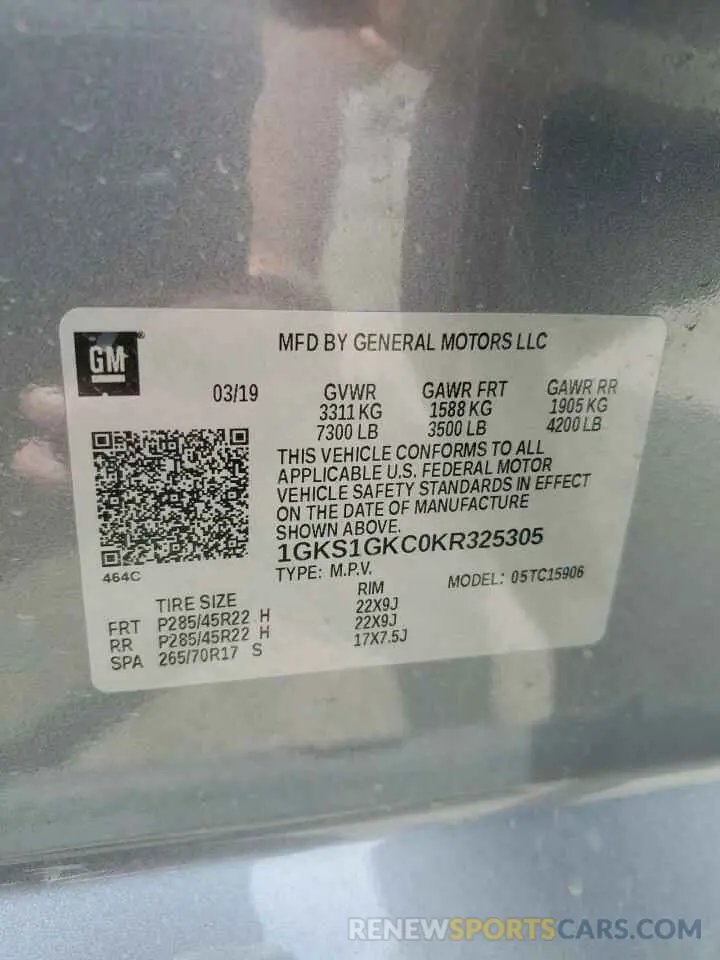 GM
MFD BY GENERAL MOTORS LLC
03/19
GVWR GAWR FRT GAWR RR
3311 KG 1588 KG 1905 KG
7300 LB 3500 LB 4200 LB
THIS VEHICLE CONFORMS TO ALL
APPLICABLE U.S. FEDERAL MOTOR
VEHICLE SAFETY STANDARDS IN EFFECT
ON THE DATE OF MANUFACTURE
SHOWN ABOVE.
1GKS1GKC0KR325305
464C
TYPE: M.P.V. MODEL: 05TC15906
TIRE SIZE RIM
FRT P285/45R22 H 22X9J
RR P285/45R22 H 22X9J
SPA 265/70R17 S 17X7.5J
RENEWSPORTSCARS.COM